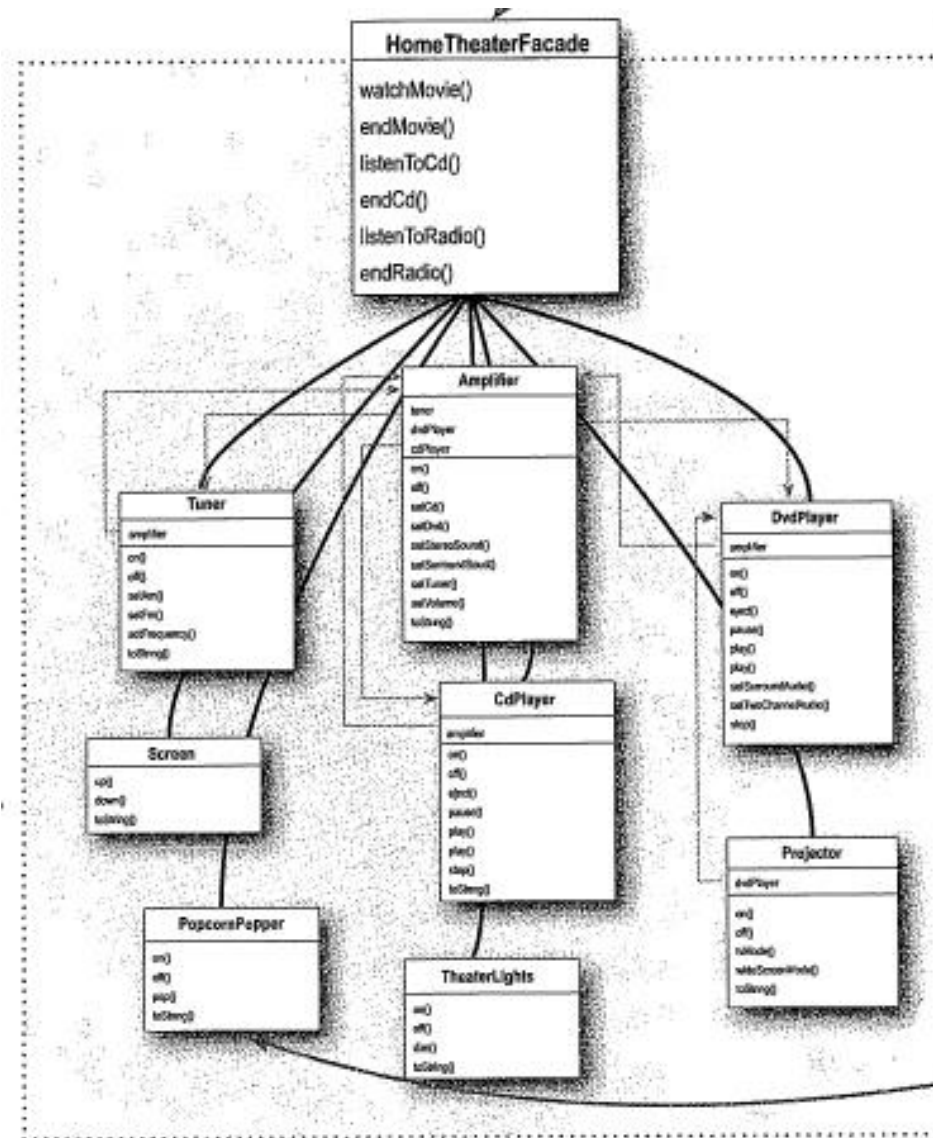 HomeTheaterFacade
watchMovie()
endMovie()
listenToCd()
endCd()
listenToRadio()
endRadio()
Amplifier
tuner
dvdPlayer
cdPlayer
on()
off()
setCd()
setDvd()
setStereoSound()
setSurroundSound()
setTuner()
setVolume()
toString()
Tuner
amplifier
on()
off()
setAm()
setFm()
setFrequency()
toString()
DvdPlayer
amplifier
on()
off()
eject()
pause()
play()
play()
setSurroundAudio()
setTwoChannelAudio()
stop()
Screen
up()
down()
toString()
CdPlayer
amplifier
on()
off()
eject()
pause()
play()
play()
stop()
toString()
Projector
dvdPlayer
on()
off()
tvMode()
wideScreenMode()
toString()
PopcornPopper
on()
off()
pop()
toString()
TheaterLights
on()
off()
dim()
toString()